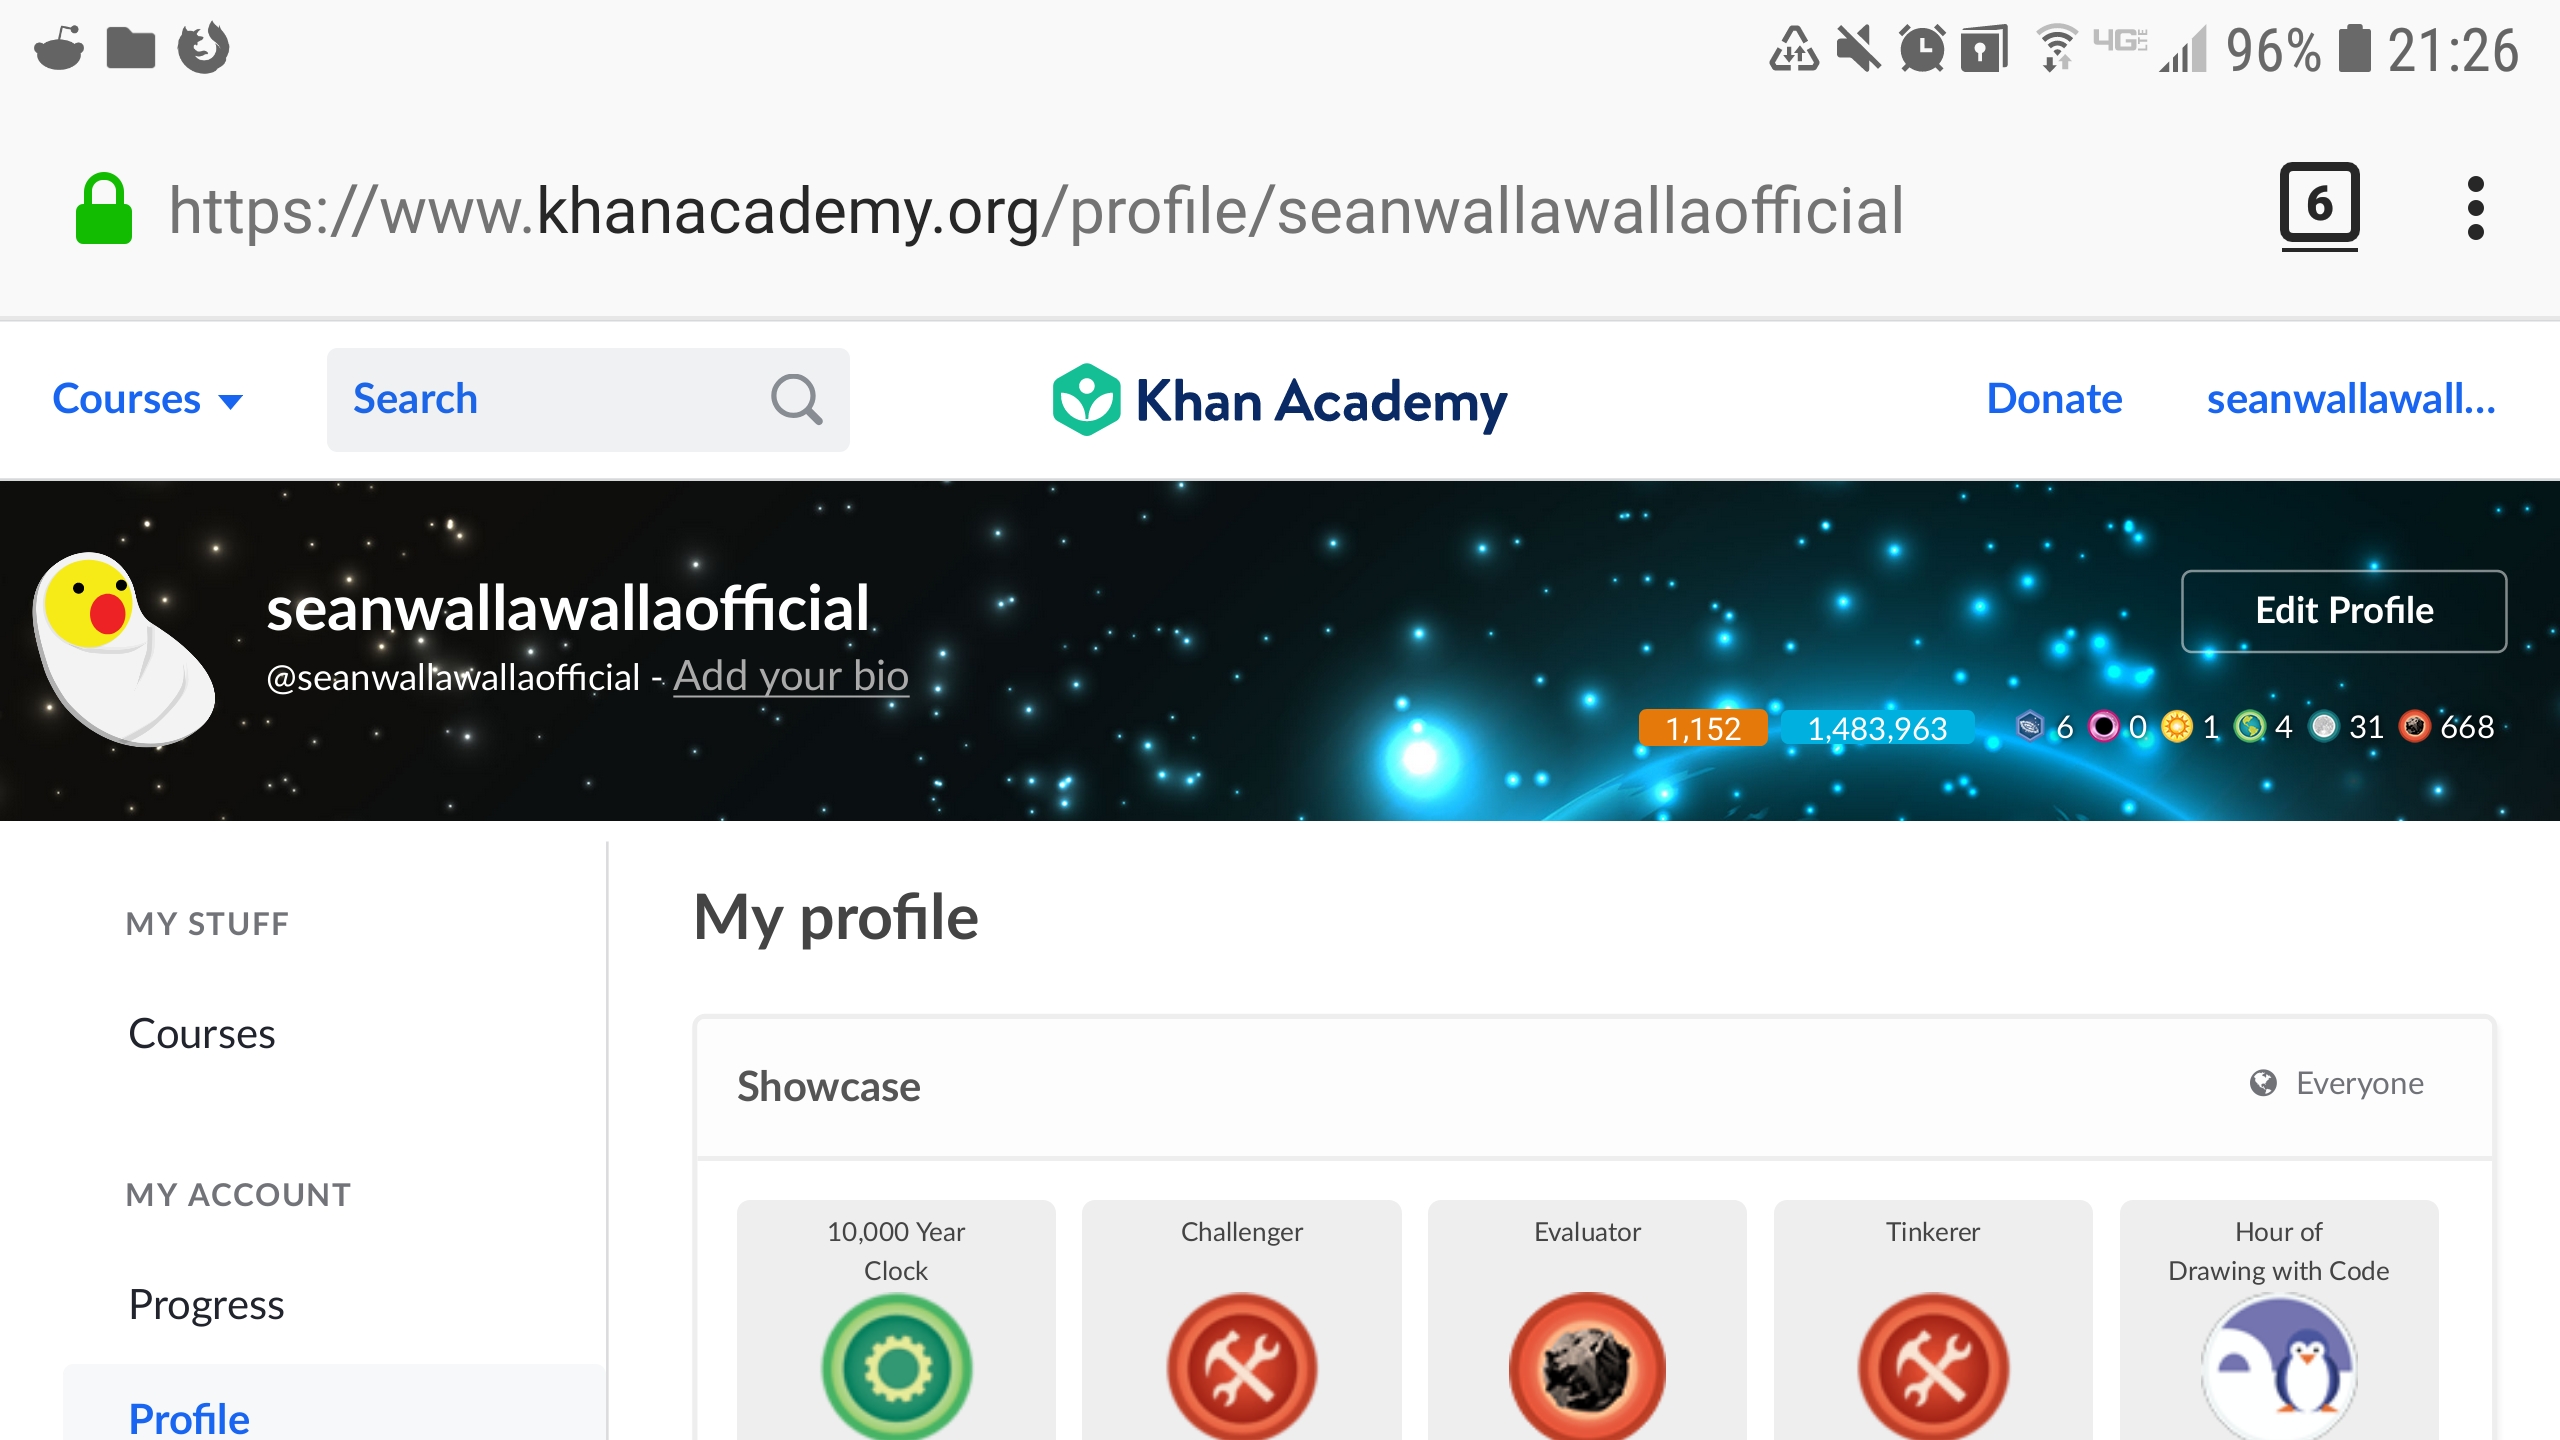 4G LTE 96% 21:26
https://www.khanacademy.org/profile/seanwallawallaofficial 6
Courses Search Khan Academy Donate seanwallawall...
seanwallawallaofficial
Edit Profile
@seanwallawallaofficial - Add your bio
1,152 1,483,963 6 0 1 4 31 668
MY STUFF
My profile
Courses
Showcase Everyone
MY ACCOUNT
10,000 Year
Clock
Challenger
Evaluator
Tinkerer
Hour of
Drawing with Code
Progress
Profile